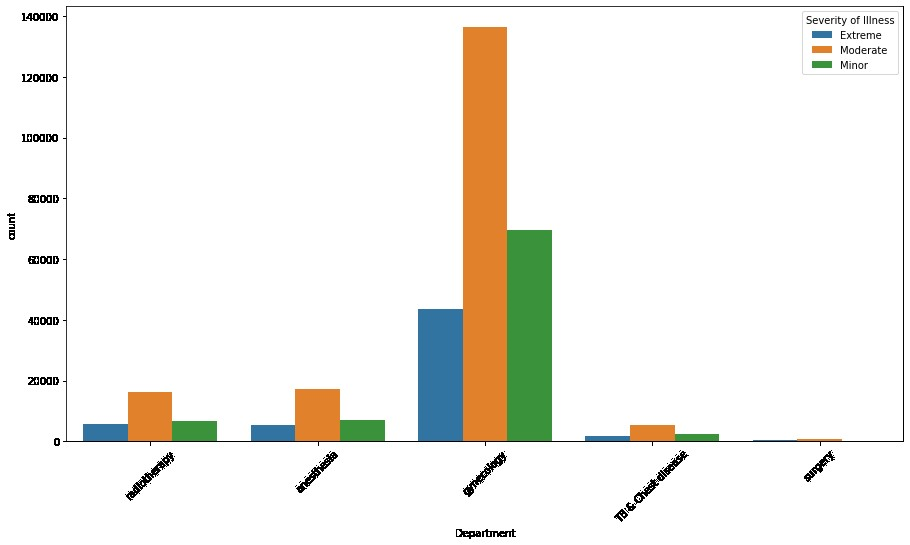 Severity of Illness
Extreme
Moderate
Minor
140000
120000
100000
80000
60000
40000
20000
0
count
radiotherapy
anesthesia
gynecology
TB & Chest disease
surgery
Department